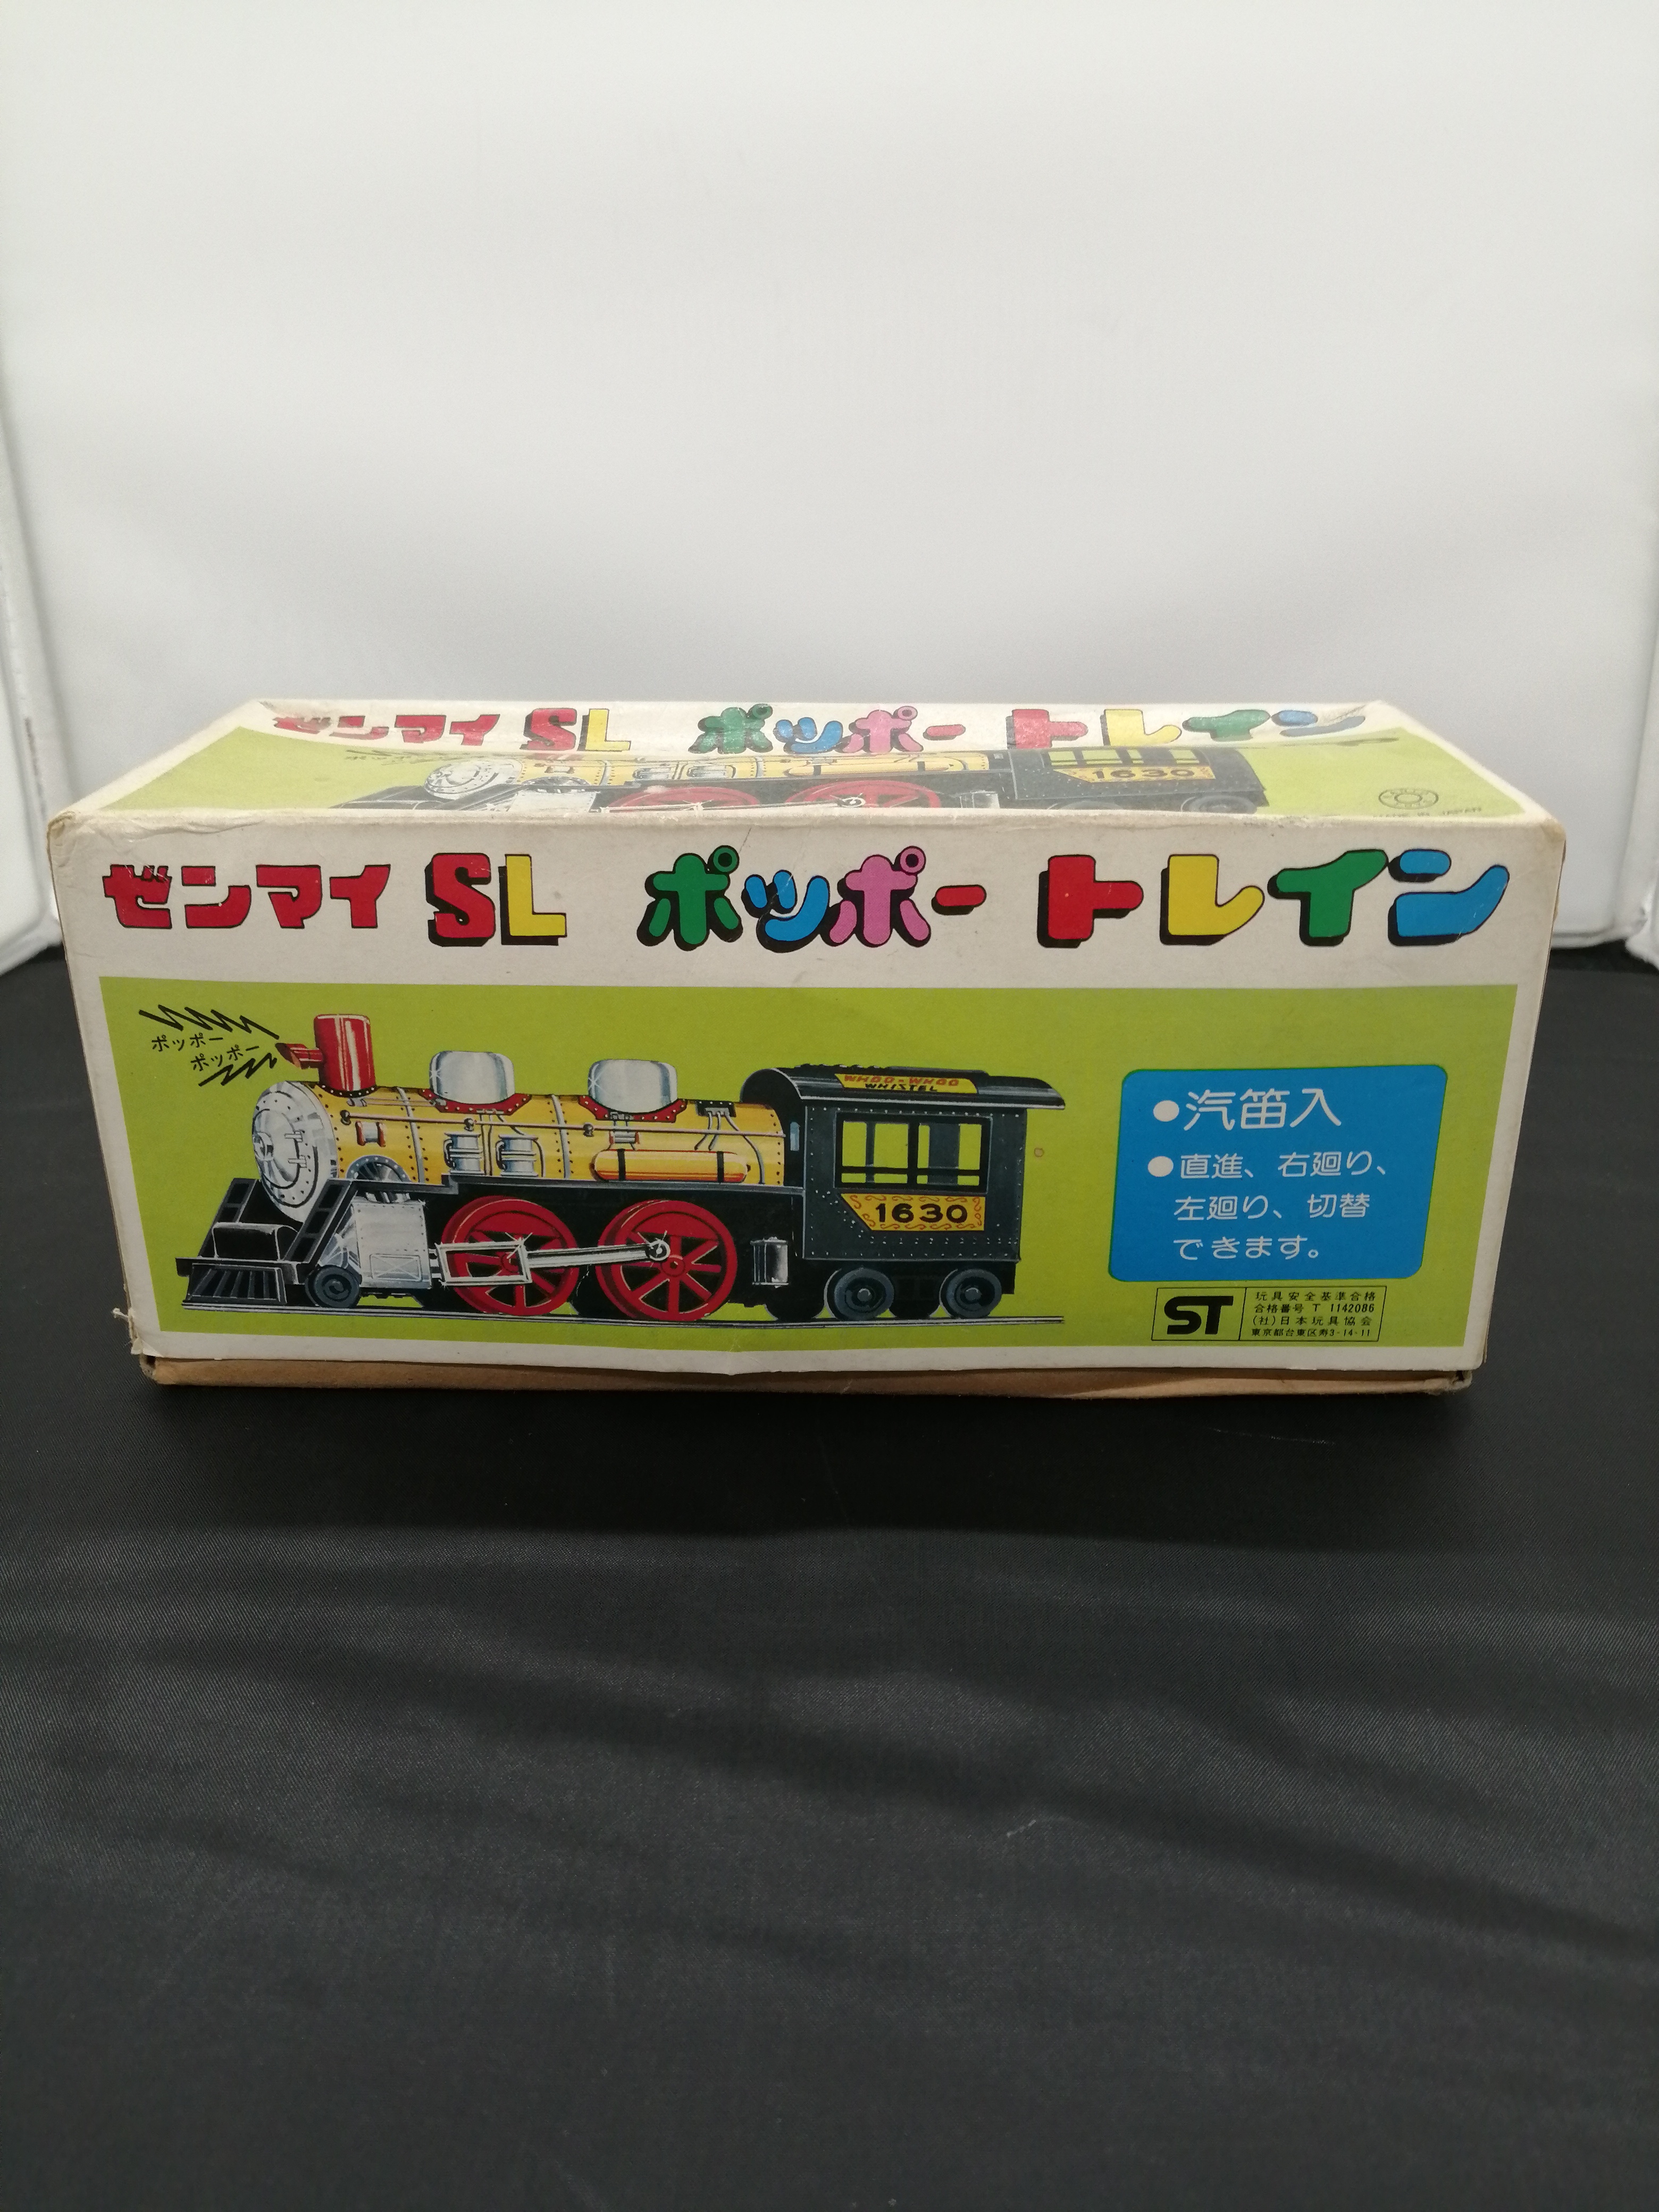 ゼンマイ SL ポッポー トレイン
1630
JAPAN
ゼンマイ SL ポッポー トレイン
ポッポー
ポッポー
WHOO-WHOO
WHISTEL
1630
●汽笛入
●直進、右廻り、
左廻り、切替
できます。
ST
玩具安全基準合格
合格番号 T 1142086
(社)日本玩具協会
東京都台東区寿3-14-11